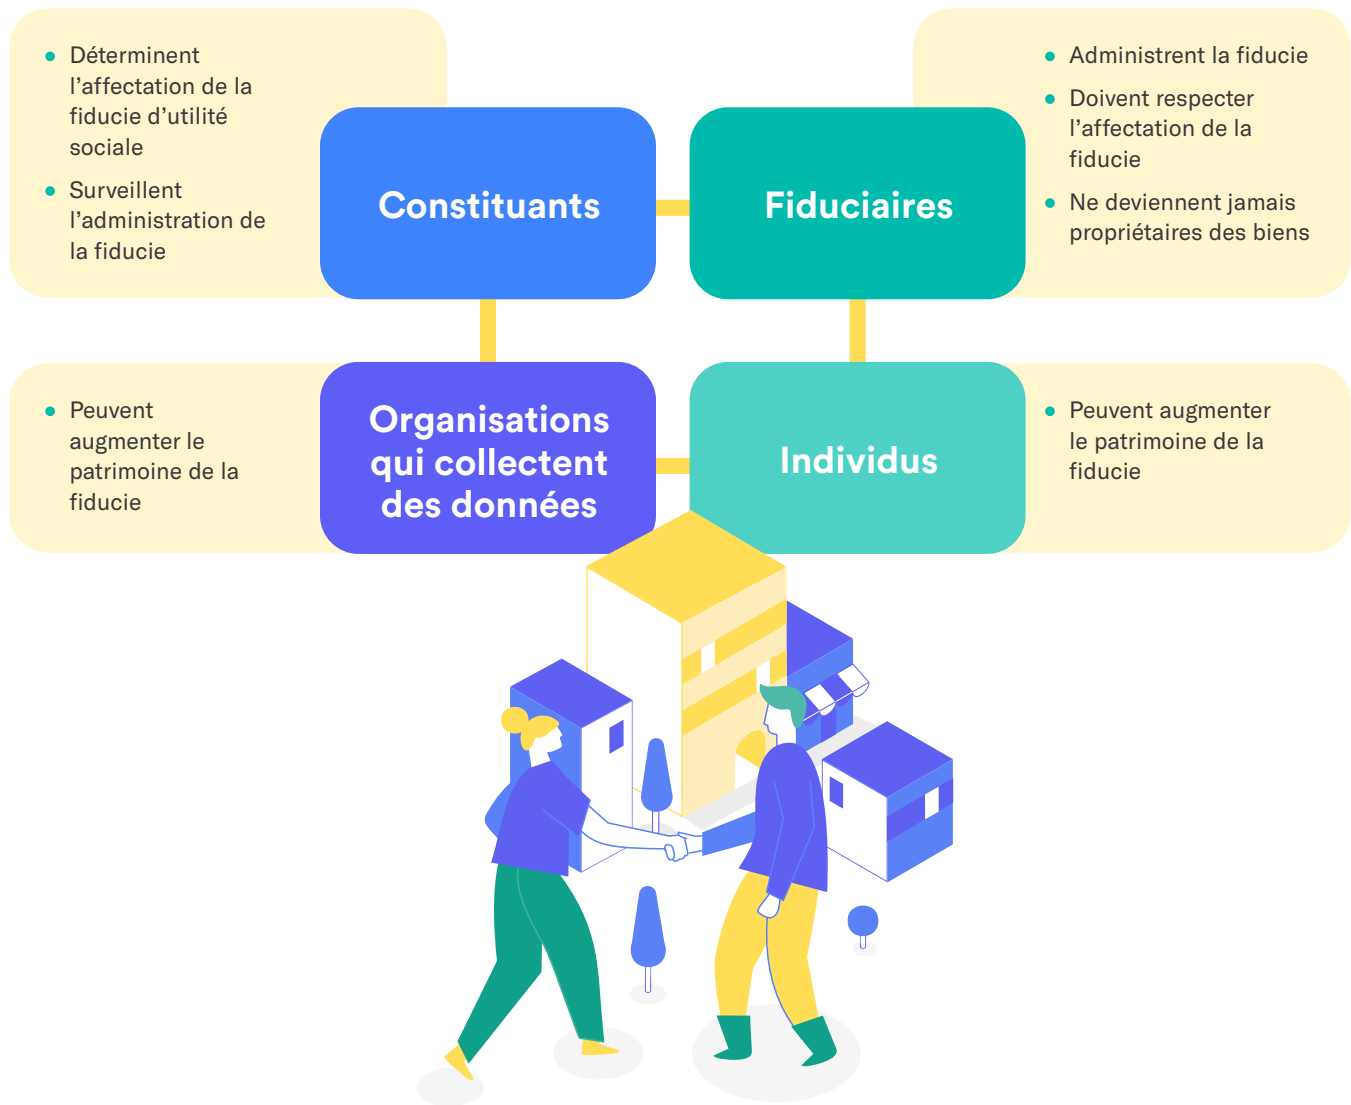 Déterminent
l’affectation de la
fiducie d’utilité
sociale
Surveillent
l’administration de
la fiducie
Constituants
Fiduciaires
Administrent la fiducie
Doivent respecter
l’affectation de la
fiducie
Ne deviennent jamais
propriétaires des biens
Peuvent
augmenter le
patrimoine de la
fiducie
Organisations
qui collectent
des données
Individus
Peuvent augmenter
le patrimoine de la
fiducie